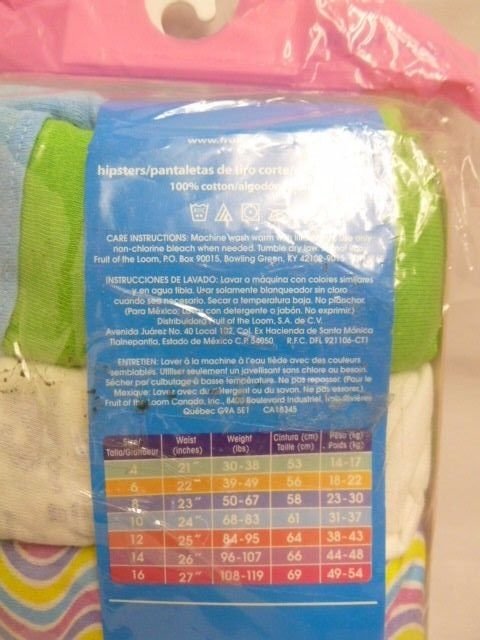 www.fruit
hipsters/pantaletas de tiro corte
100% cotton/algodón
CARE INSTRUCTIONS: Machine wash warm with like only
non-chlorine bleach when needed. Tumble dry low.
Fruit of the Loom, P.O. BOX 90015, Bowling Green, KY 42102-9015
INSTRUCCIONES DE LAVADO: Lavar a máquina con colores similares
y en agua tibia. Usar solamente blanqueador sin cloro
cuando sea necesario. Secar a temperatura baja. No planchar.
(Para México: Lavar con detergente o jabón. No exprimir.)
Distribuidora Fruit of the Loom, S.A. de C.V.
Avenida Juárez No. 40 Local 102, Col. Ex Hacienda de Santa Mónica
Tlalnepantla, Estado de México C.P. 54050 R.F.C. DFL 921106-CT1
ENTRETIEN: Laver à la machine à l'eau tiède avec des couleurs
semblables. Utiliser seulement un javellisant sans chlore au besoin.
Sécher par culbutage à basse température. Ne pas repasser. (Pour le
Mexique: Laver avec du détergent ou du savon. Ne pas essorer.)
Fruit of the Loom Canada, Inc., 8400 Boulevard Industriel, Trois-Rivières
Québec G9A 5E1 CA18345
Size/ Waist Weight Cintura (cm) Peso (kg)
Talla/Grandeur (inches) (lbs) Taille (cm) Poids (kg)
4 21" 30-38 53 14-17
6 22" 39-49 56 18-22
8 23" 50-67 58 23-30
10 24" 68-83 61 31-37
12 25" 84-95 64 38-43
14 26" 96-107 66 44-48
16 27" 108-119 69 49-54